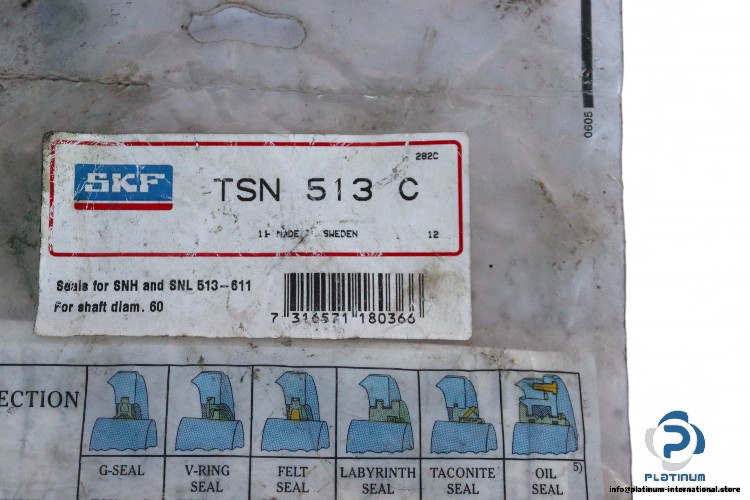 0605
282C
SKF
TSN 513 C
MADE SWEDEN
12
Seals for SNH and SNL 513-611
For shaft diam. 60
7 316571 180366
ECTION
G-SEAL
V-RING SEAL
FELT SEAL
LABYRINTH SEAL
TACONITE SEAL
OIL SEAL 5)
PLATINUM
INTERNATIONAL
info@platinum-international.store